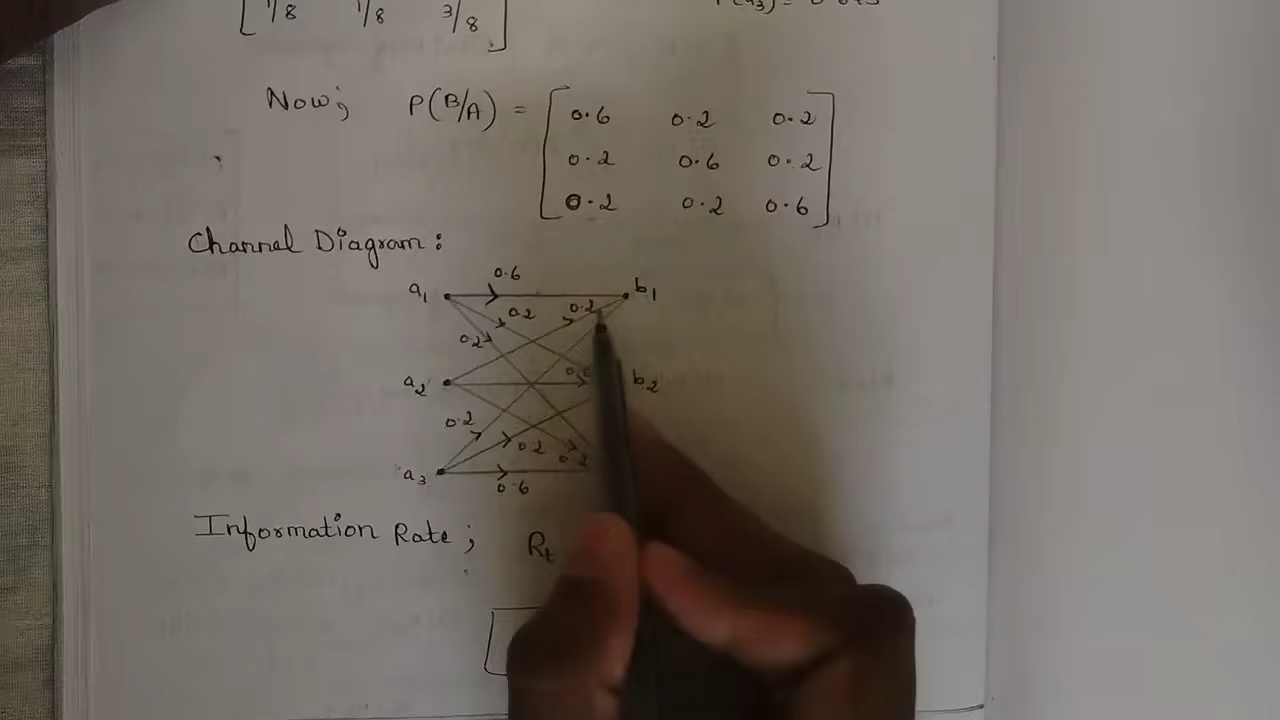 1/8 1/8 3/8
Now; P(B/A) = 0.6 0.2 0.2
0.2 0.6 0.2
0.2 0.2 0.6
Channel Diagram:
0.6
a1 b1
0.2 0.2
0.2
a2 b2
0.2
0.2 0.2
a3
0.6
Information Rate; Rt